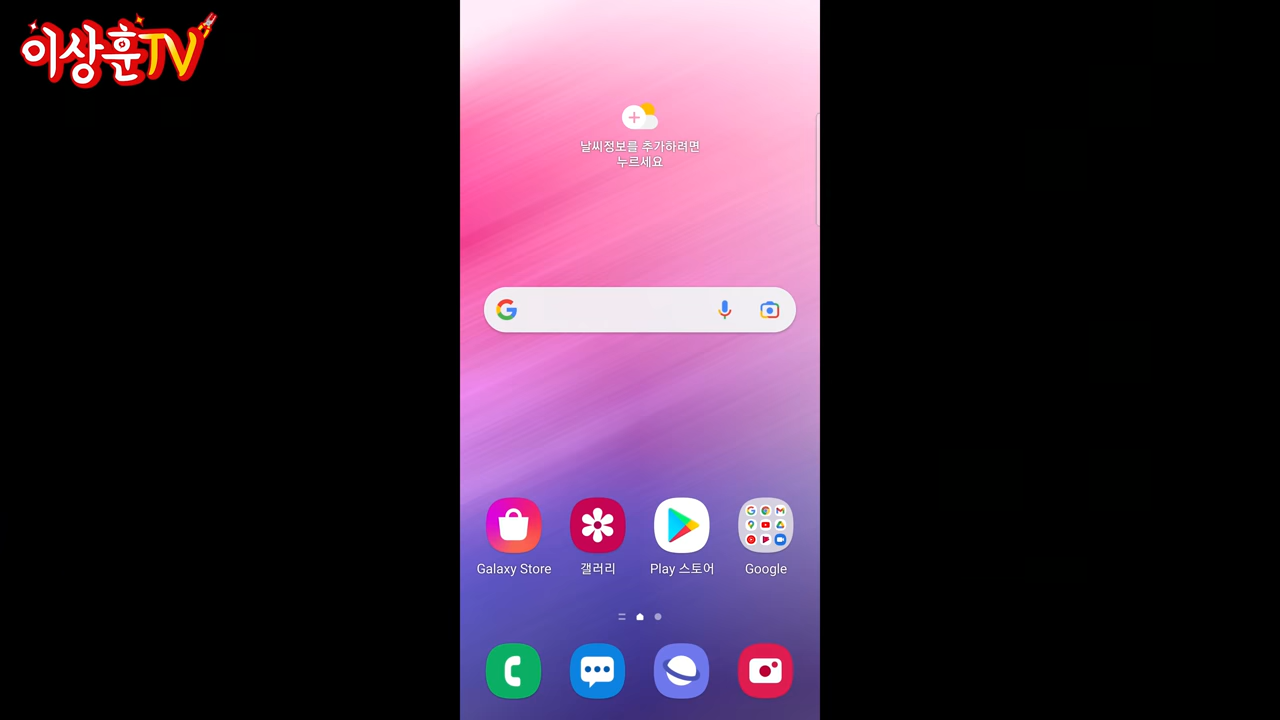 이상훈TV
날씨정보를 추가하려면
누르세요
Galaxy Store
갤러리
Play 스토어
Google